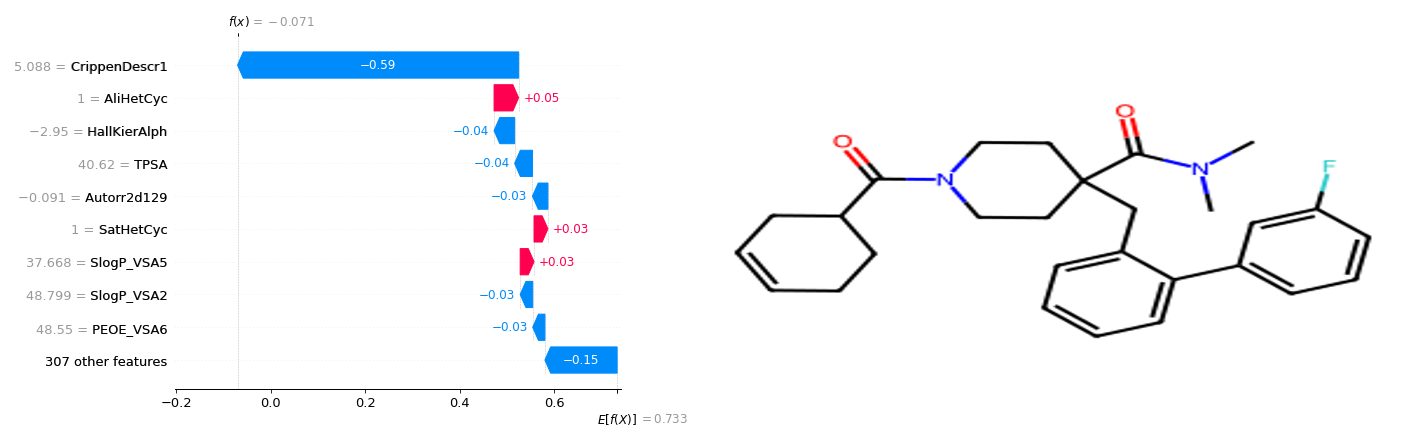 f(x) = −0.071
5.088 = CrippenDescr1
−0.59
1 = AliHetCyc
+0.05
−2.95 = HallKierAlph
−0.04
40.62 = TPSA
−0.04
−0.091 = Autorr2d129
−0.03
1 = SatHetCyc
+0.03
37.668 = SlogP_VSA5
+0.03
48.799 = SlogP_VSA2
−0.03
48.55 = PEOE_VSA6
−0.03
307 other features
−0.15
−0.2 0.0 0.2 0.4 0.6
E[f(X)] = 0.733
O
O
N
N
F